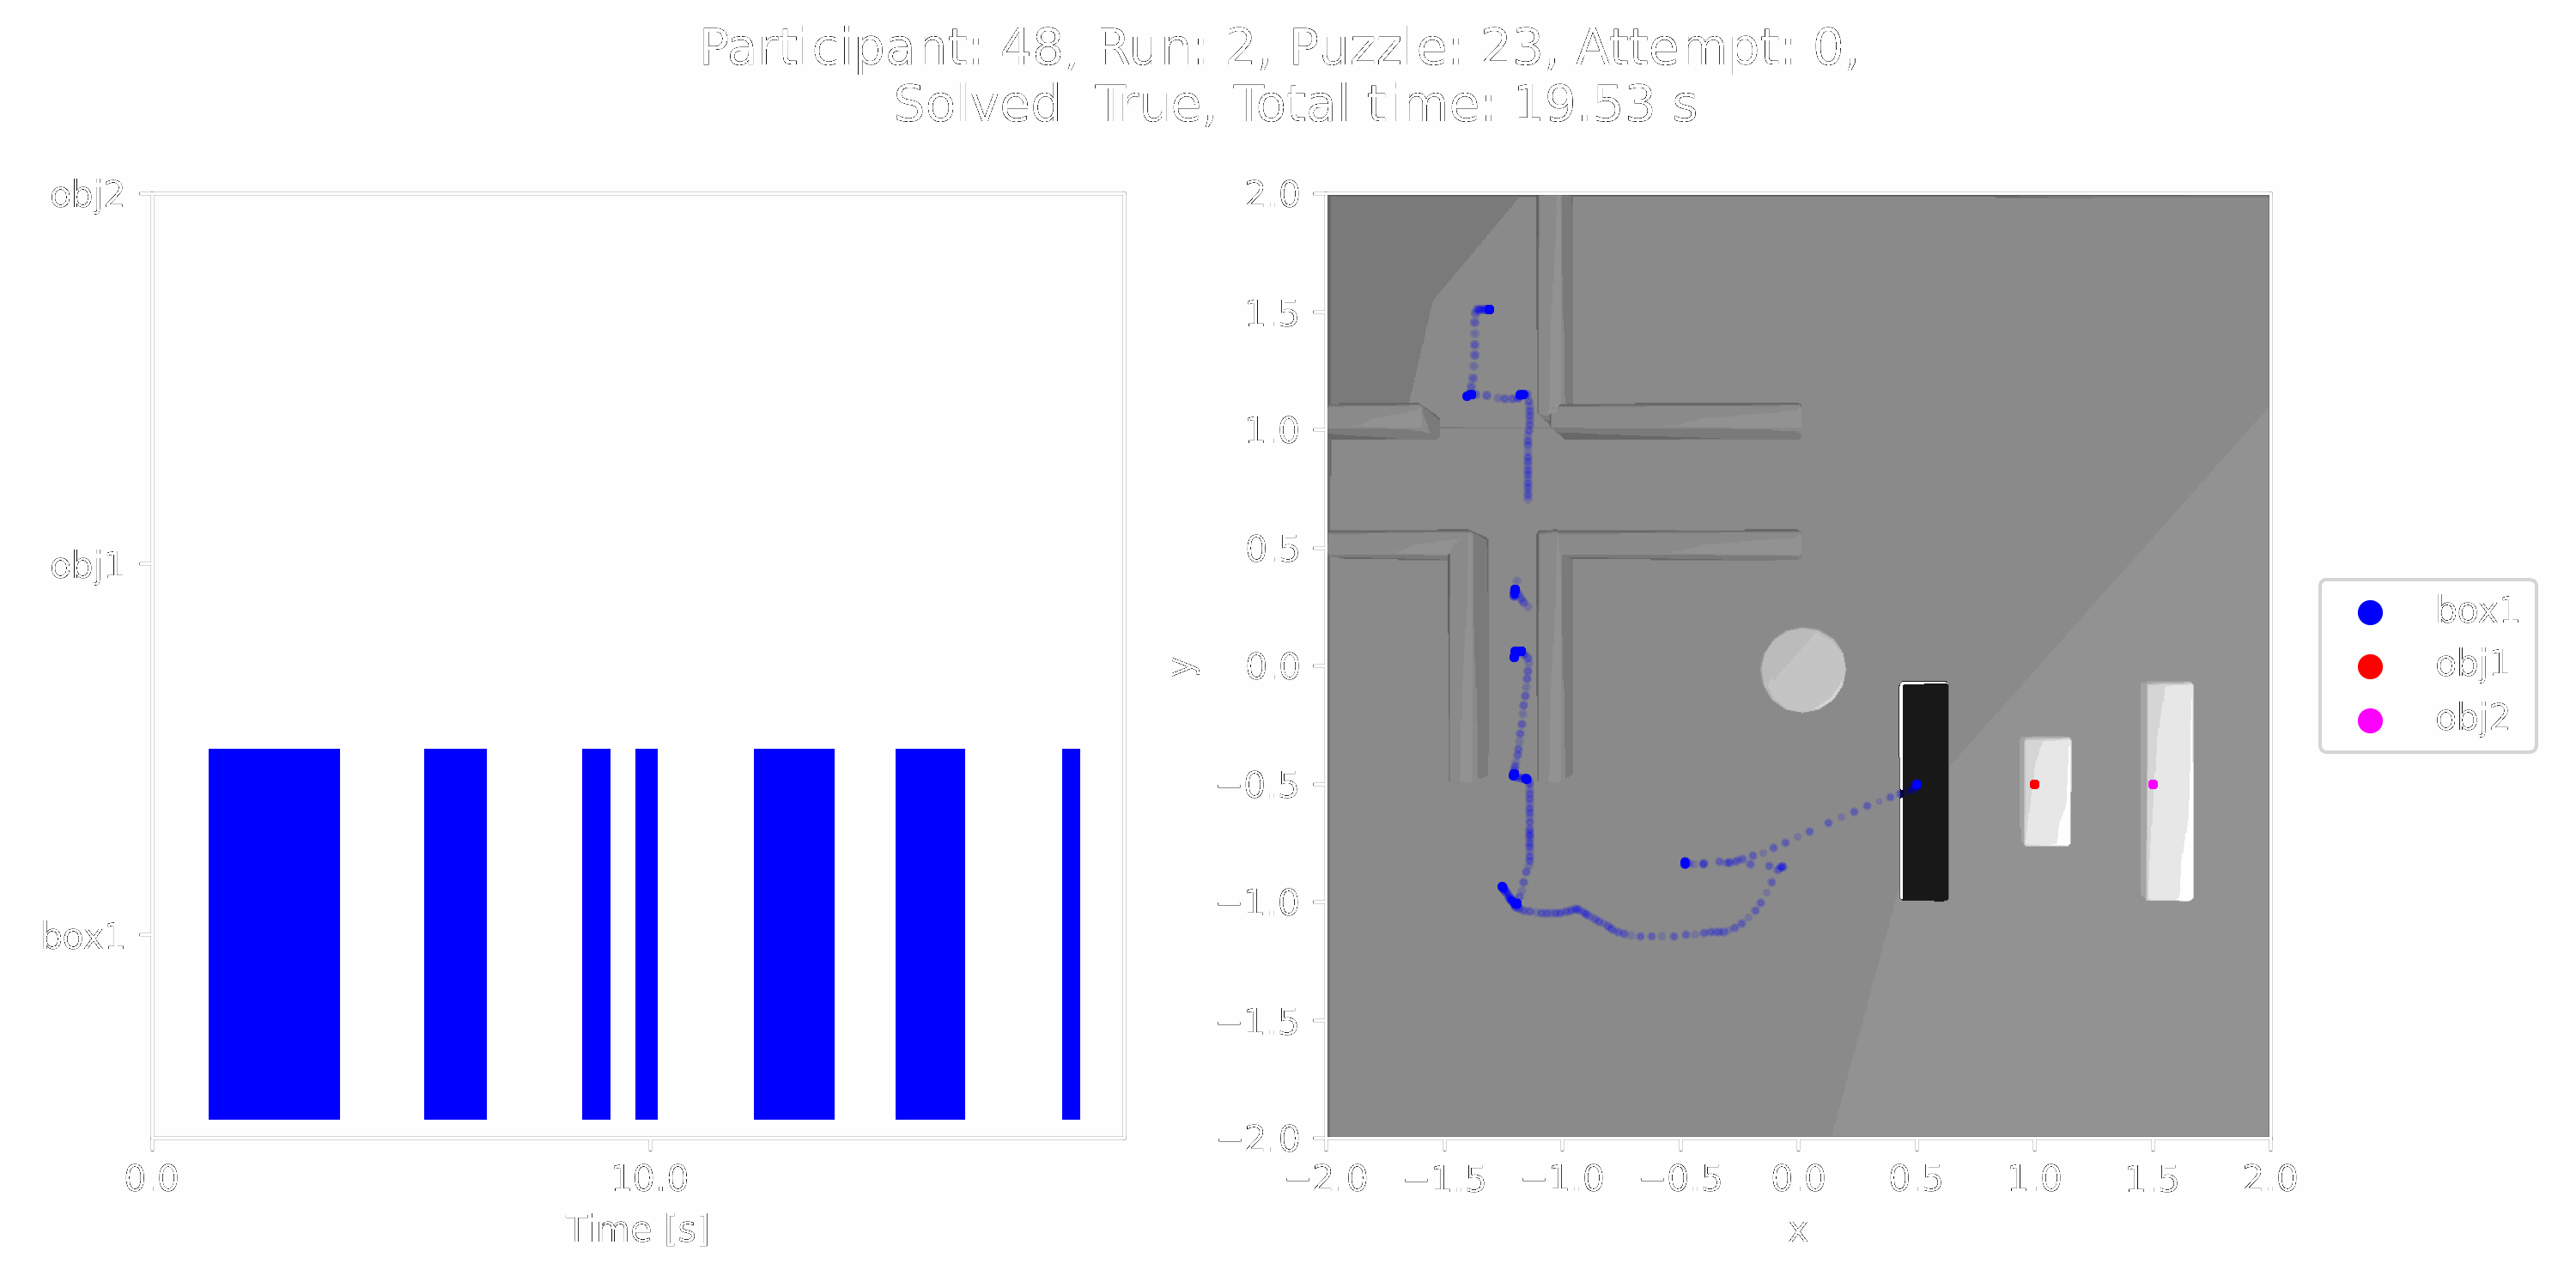 Participant: 48, Run: 2, Puzzle: 23, Attempt: 0,
Solved True, Total time: 19.53 s
obj2
obj1
box1
0.0
10.0
Time [s]
2.0
1.5
1.0
0.5
0.0
−0.5
−1.0
−1.5
−2.0
y
−2.0
−1.5
−1.0
−0.5
0.0
0.5
1.0
1.5
2.0
x
box1
obj1
obj2